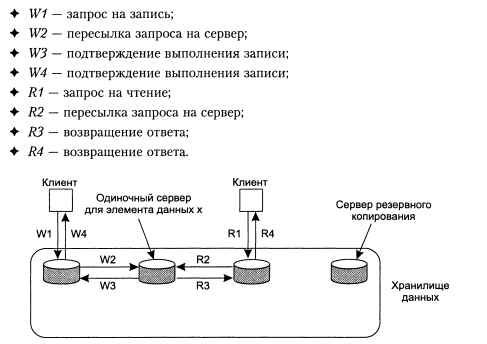 ✦ W1 — запрос на запись;
✦ W2 — пересылка запроса на сервер;
✦ W3 — подтверждение выполнения записи;
✦ W4 — подтверждение выполнения записи;
✦ R1 — запрос на чтение;
✦ R2 — пересылка запроса на сервер;
✦ R3 — возвращение ответа;
✦ R4 — возвращение ответа.
Клиент
Одиночный сервер
для элемента данных x
Клиент
Сервер резервного
копирования
W1 W4
R1 R4
W2
R2
W3
R3
Хранилище
данных